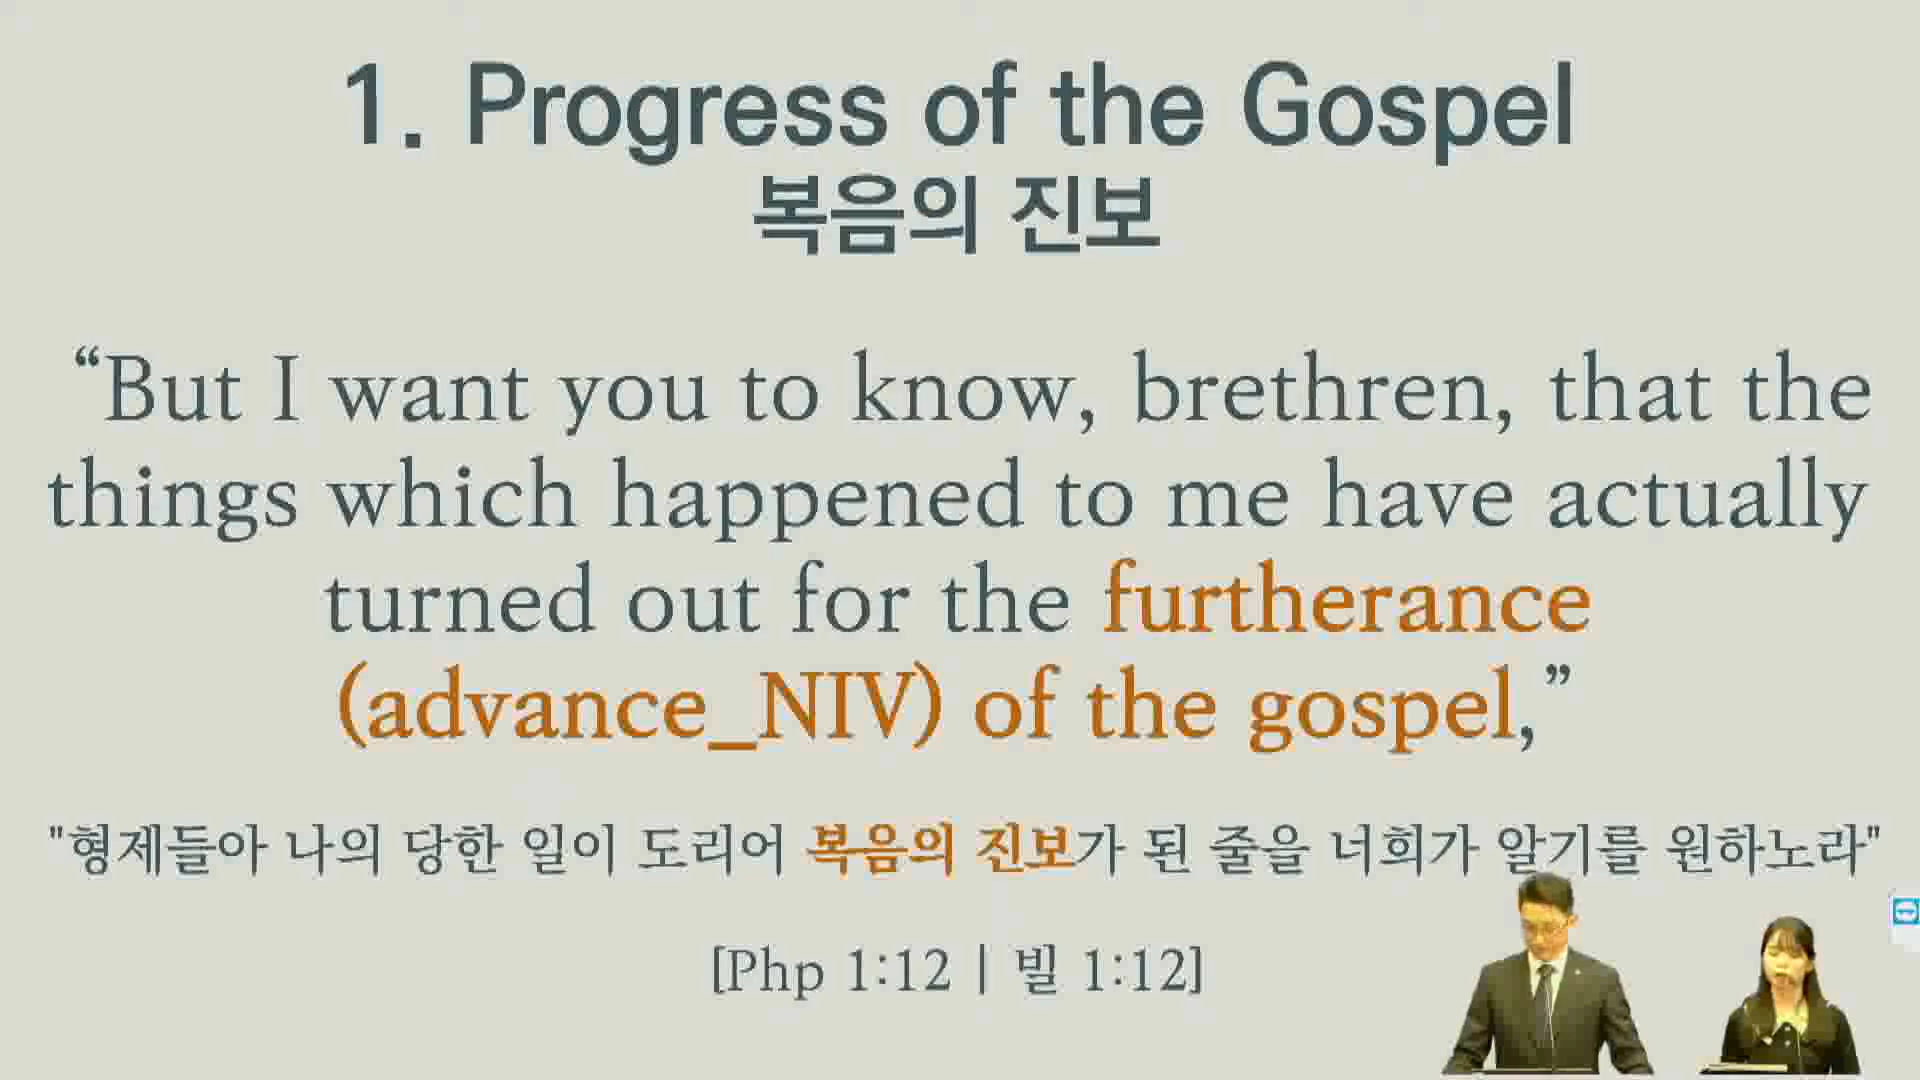 1. Progress of the Gospel
복음의 진보
“But I want you to know, brethren, that the
things which happened to me have actually
turned out for the furtherance
(advance_NIV) of the gospel,”
"형제들아 나의 당한 일이 도리어 복음의 진보가 된 줄을 너희가 알기를 원하노라"
[Php 1:12 | 빌 1:12]